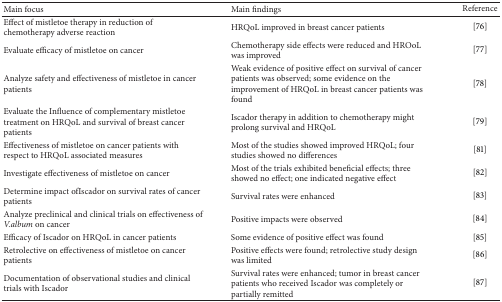 Main focus Main findings Reference
Effect of mistletoe therapy in reduction of
chemotherapy adverse reaction
HRQoL improved in breast cancer patients [76]
Evaluate efficacy of mistletoe on cancer
Chemotherapy side effects were reduced and HROoL
was improved
[77]
Analyze safety and effectiveness of mistletoe in cancer
patients
Weak evidence of positive effect on survival of cancer
patients was observed; some evidence on the
improvement of HRQoL in breast cancer patients was
found
[78]
Evaluate the Influence of complementary mistletoe
treatment on HRQoL and survival of breast cancer
patients
Iscador therapy in addition to chemotherapy might
prolong survival and HRQoL
[79]
Effectiveness of mistletoe on cancer patients with
respect to HRQoL associated measures
Most of the studies showed improved HRQoL; four
studies showed no differences
[81]
Investigate effectiveness of mistletoe on cancer
Most of the trials exhibited beneficial effects; three
showed no effect; one indicated negative effect
[82]
Determine impact ofIscador on survival rates of cancer
patients
Survival rates were enhanced [83]
Analyze preclinical and clinical trials on effectiveness of
V.album on cancer
Positive impacts were observed [84]
Efficacy of Iscador on HRQoL in cancer patients Some evidence of positive effect was found [85]
Retrolective on effectiveness of mistletoe on cancer
patients
Positive effects were found; retrolective study design
was limited
[86]
Documentation of observational studies and clinical
trials with Iscador
Survival rates were enhanced; tumor in breast cancer
patients who received Iscador was completely or
partially remitted
[87]